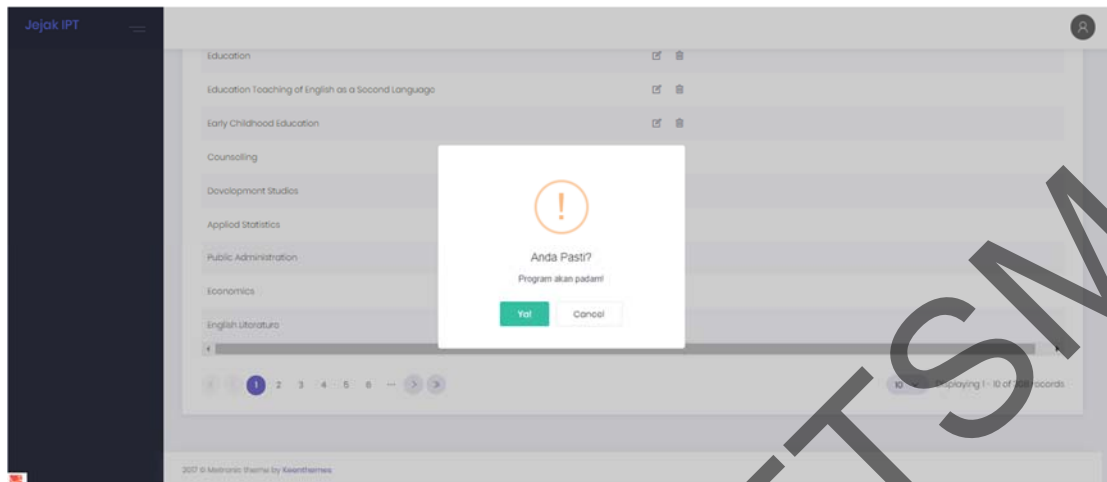 Jejak IPT
Education
Education Teaching of English as a Second Language
Early Childhood Education
Counselling
Development Studies
Applied Statistics
Public Administration
Economics
English Literature
!
Anda Pasti?
Program akan padam!
Ya! Cancel
1 2 3 4 5 6 ...
10 Displaying 1 - 10 of 208 records
2017 © Metronic theme by Keenthemes
TSM